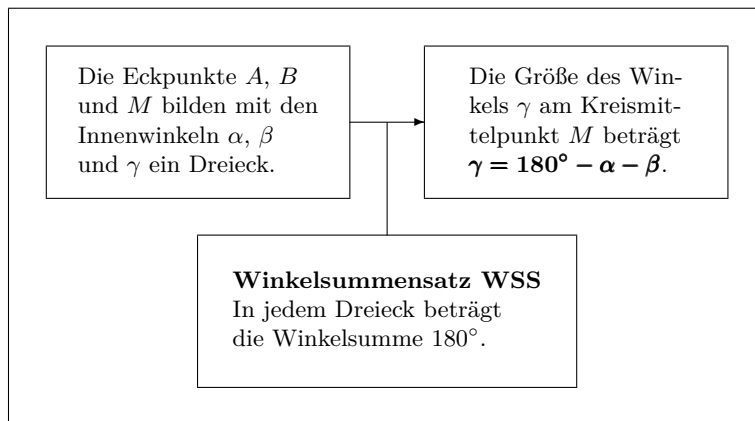 Die Eckpunkte A, B
und M bilden mit den
Innenwinkeln α, β
und γ ein Dreieck.
Die Größe des Win-
kels γ am Kreismit-
telpunkt M beträgt
γ = 180° − α − β.
Winkelsummensatz WSS
In jedem Dreieck beträgt
die Winkelsumme 180°.